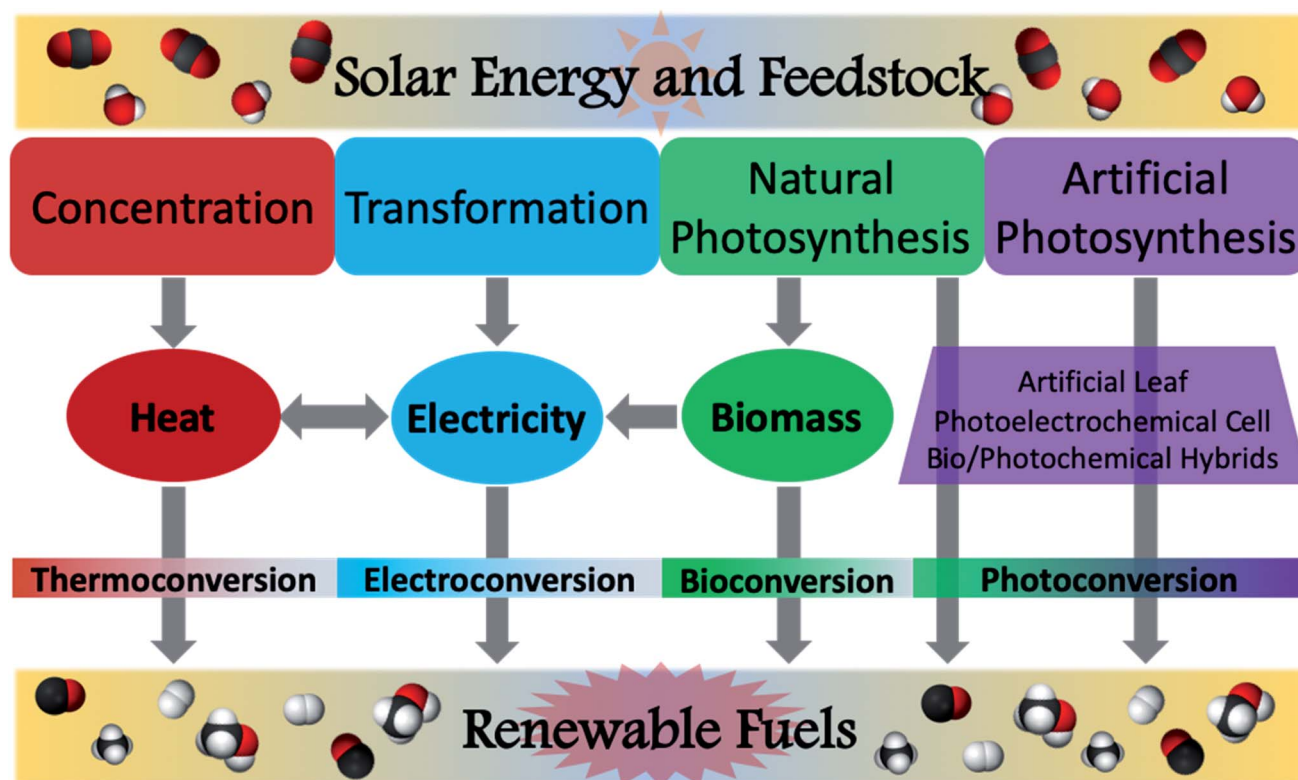 Solar Energy and Feedstock
Concentration
Transformation
Natural
Photosynthesis
Artificial
Photosynthesis
Heat
Electricity
Biomass
Artificial Leaf
Photoelectrochemical Cell
Bio/Photochemical Hybrids
Thermoconversion
Electroconversion
Bioconversion
Photoconversion
Renewable Fuels